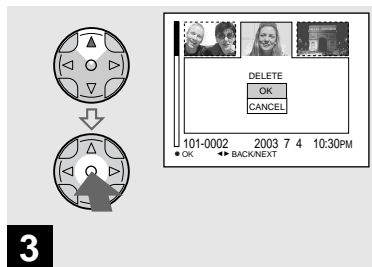 DELETE
OK
CANCEL
101-0002 2003 7 4 10:30PM
● OK ◄► BACK/NEXT
3